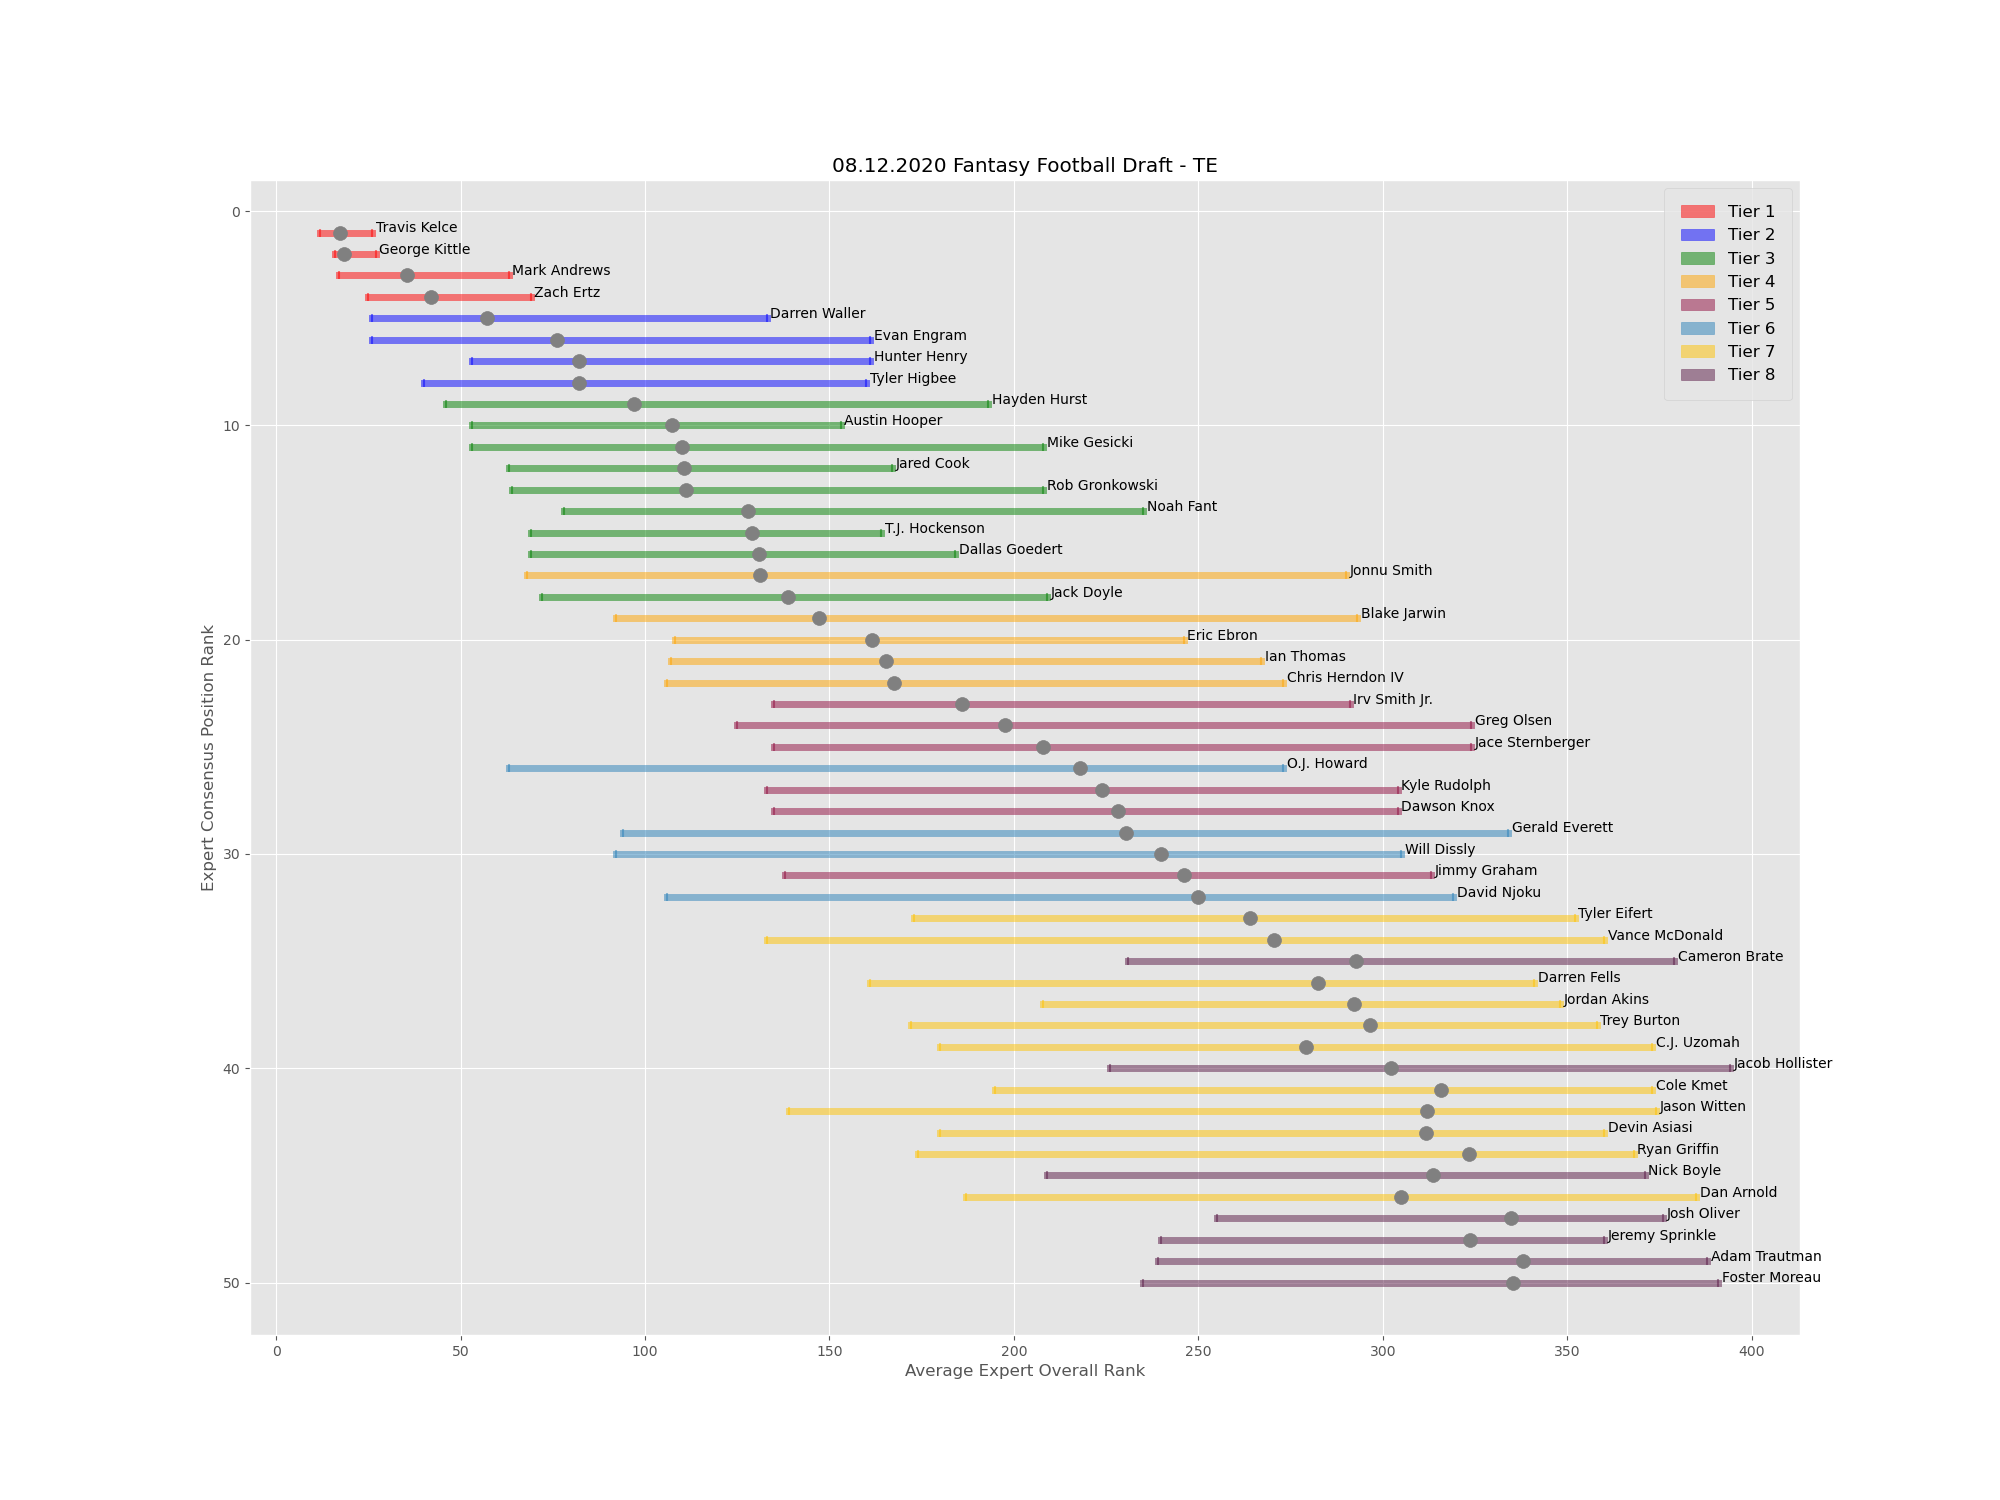 08.12.2020 Fantasy Football Draft - TE
Tier 1
Tier 2
Tier 3
Tier 4
Tier 5
Tier 6
Tier 7
Tier 8
Travis Kelce
George Kittle
Mark Andrews
Zach Ertz
Darren Waller
Evan Engram
Hunter Henry
Tyler Higbee
Hayden Hurst
Austin Hooper
Mike Gesicki
Jared Cook
Rob Gronkowski
Noah Fant
T.J. Hockenson
Dallas Goedert
Jonnu Smith
Jack Doyle
Blake Jarwin
Eric Ebron
Ian Thomas
Chris Herndon IV
Irv Smith Jr.
Greg Olsen
Jace Sternberger
O.J. Howard
Kyle Rudolph
Dawson Knox
Gerald Everett
Will Dissly
Jimmy Graham
David Njoku
Tyler Eifert
Vance McDonald
Cameron Brate
Darren Fells
Jordan Akins
Trey Burton
C.J. Uzomah
Jacob Hollister
Cole Kmet
Jason Witten
Devin Asiasi
Ryan Griffin
Nick Boyle
Dan Arnold
Josh Oliver
Jeremy Sprinkle
Adam Trautman
Foster Moreau
0
10
20
30
40
50
Expert Consensus Position Rank
0 50 100 150 200 250 300 350 400
Average Expert Overall Rank